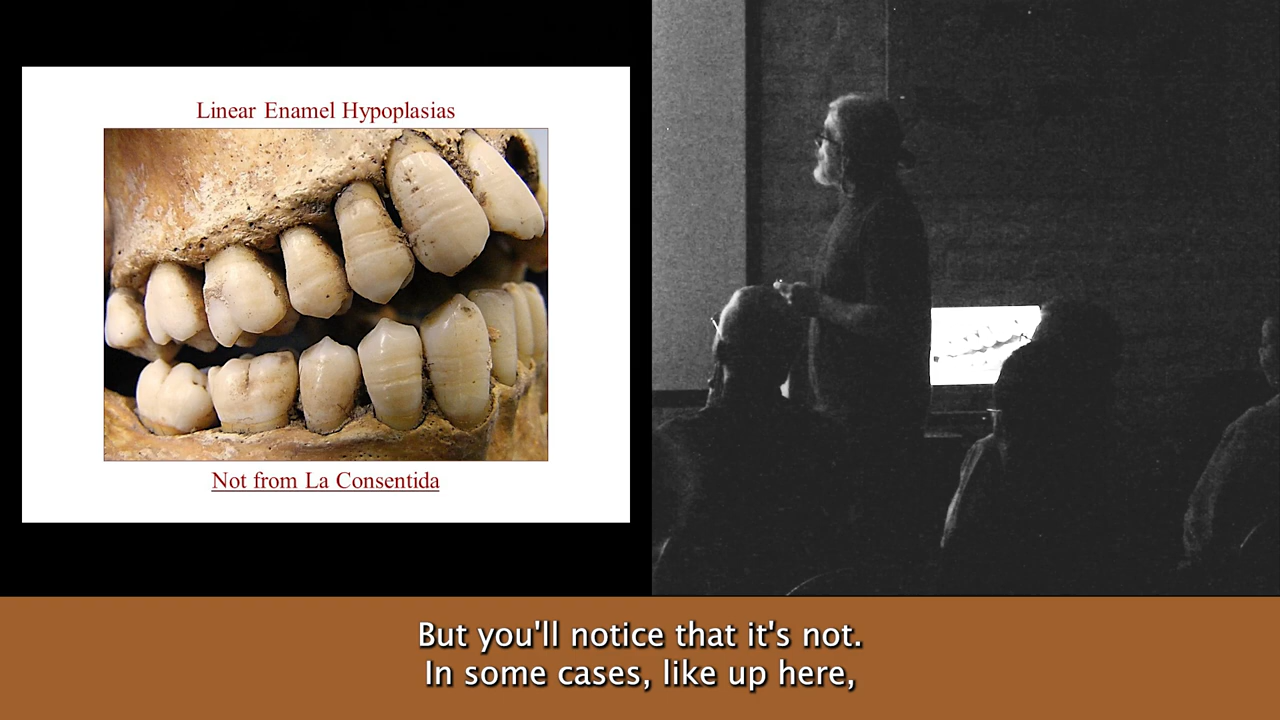 Linear Enamel Hypoplasias
Not from La Consentida
But you'll notice that it's not.
In some cases, like up here,